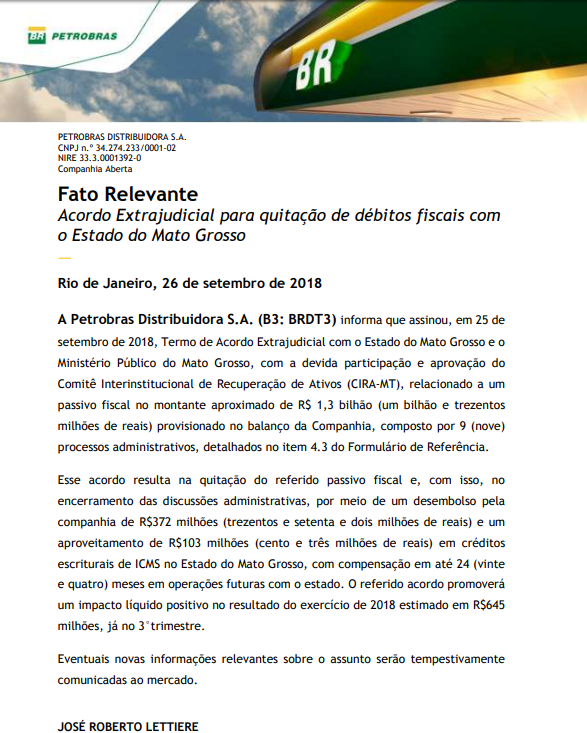 BR PETROBRAS
BR
PETROBRAS DISTRIBUIDORA S.A.
CNPJ n.º 34.274.233/0001-02
NIRE 33.3.0001392-0
Companhia Aberta
Fato Relevante
Acordo Extrajudicial para quitação de débitos fiscais com
o Estado do Mato Grosso
Rio de Janeiro, 26 de setembro de 2018
A Petrobras Distribuidora S.A. (B3: BRDT3) informa que assinou, em 25 de
setembro de 2018, Termo de Acordo Extrajudicial com o Estado do Mato Grosso e o
Ministério Público do Mato Grosso, com a devida participação e aprovação do
Comitê Interinstitucional de Recuperação de Ativos (CIRA-MT), relacionado a um
passivo fiscal no montante aproximado de R$ 1,3 bilhão (um bilhão e trezentos
milhões de reais) provisionado no balanço da Companhia, composto por 9 (nove)
processos administrativos, detalhados no item 4.3 do Formulário de Referência.
Esse acordo resulta na quitação do referido passivo fiscal e, com isso, no
encerramento das discussões administrativas, por meio de um desembolso pela
companhia de R$372 milhões (trezentos e setenta e dois milhões de reais) e um
aproveitamento de R$103 milhões (cento e três milhões de reais) em créditos
escriturais de ICMS no Estado do Mato Grosso, com compensação em até 24 (vinte
e quatro) meses em operações futuras com o estado. O referido acordo promoverá
um impacto líquido positivo no resultado do exercício de 2018 estimado em R$645
milhões, já no 3°trimestre.
Eventuais novas informações relevantes sobre o assunto serão tempestivamente
comunicadas ao mercado.
JOSÉ ROBERTO LETTIERE